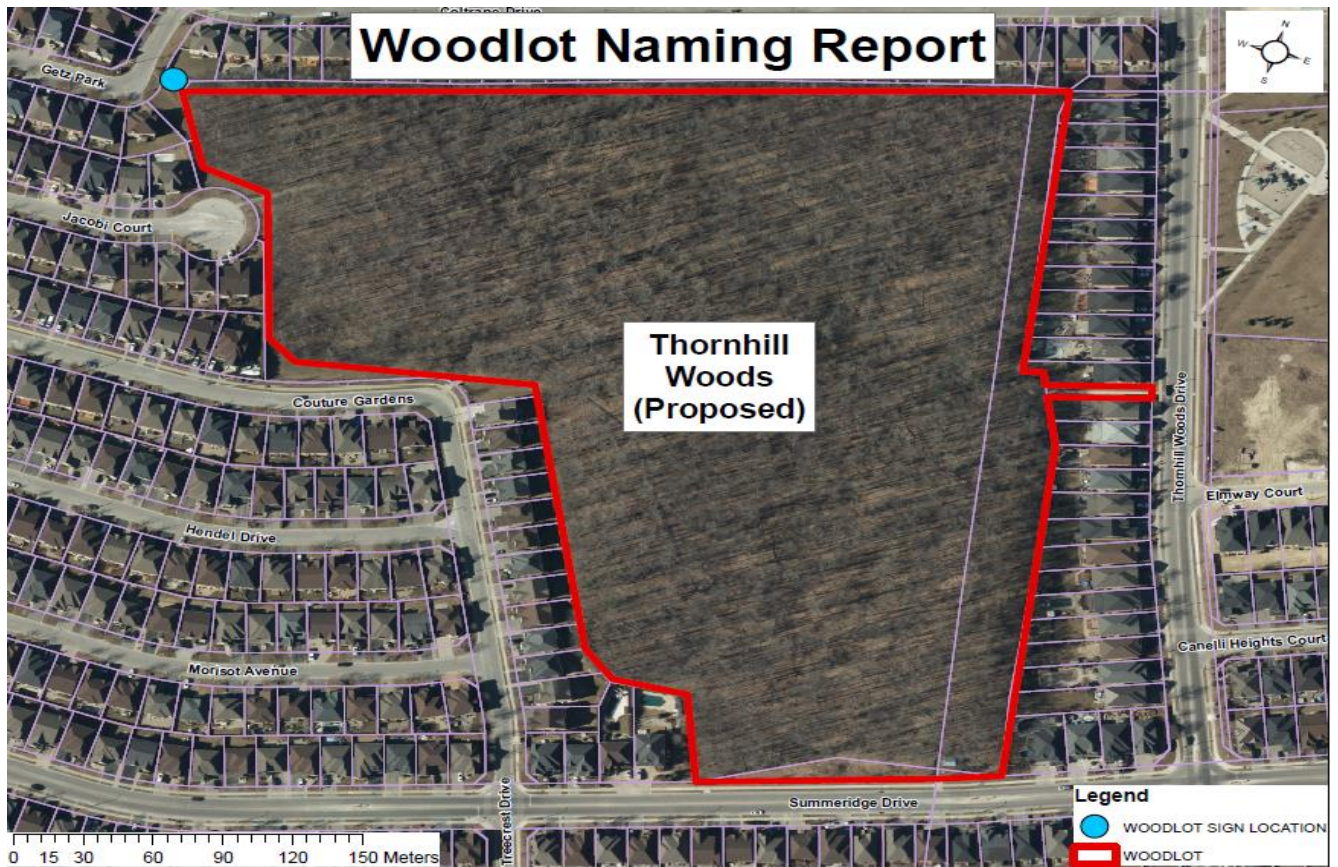 Coltrane Drive
Woodlot Naming Report
N
W
E
S
Getz Park
Jacobi Court
Thornhill
Woods
(Proposed)
Couture Gardens
Thornhill Woods Drive
Elmway Court
Hendel Drive
Canelli Heights Court
Morisot Avenue
Treecrest Drive
Summeridge Drive
Legend
WOODLOT SIGN LOCATION
WOODLOT
0 15 30 60 90 120 150 Meters